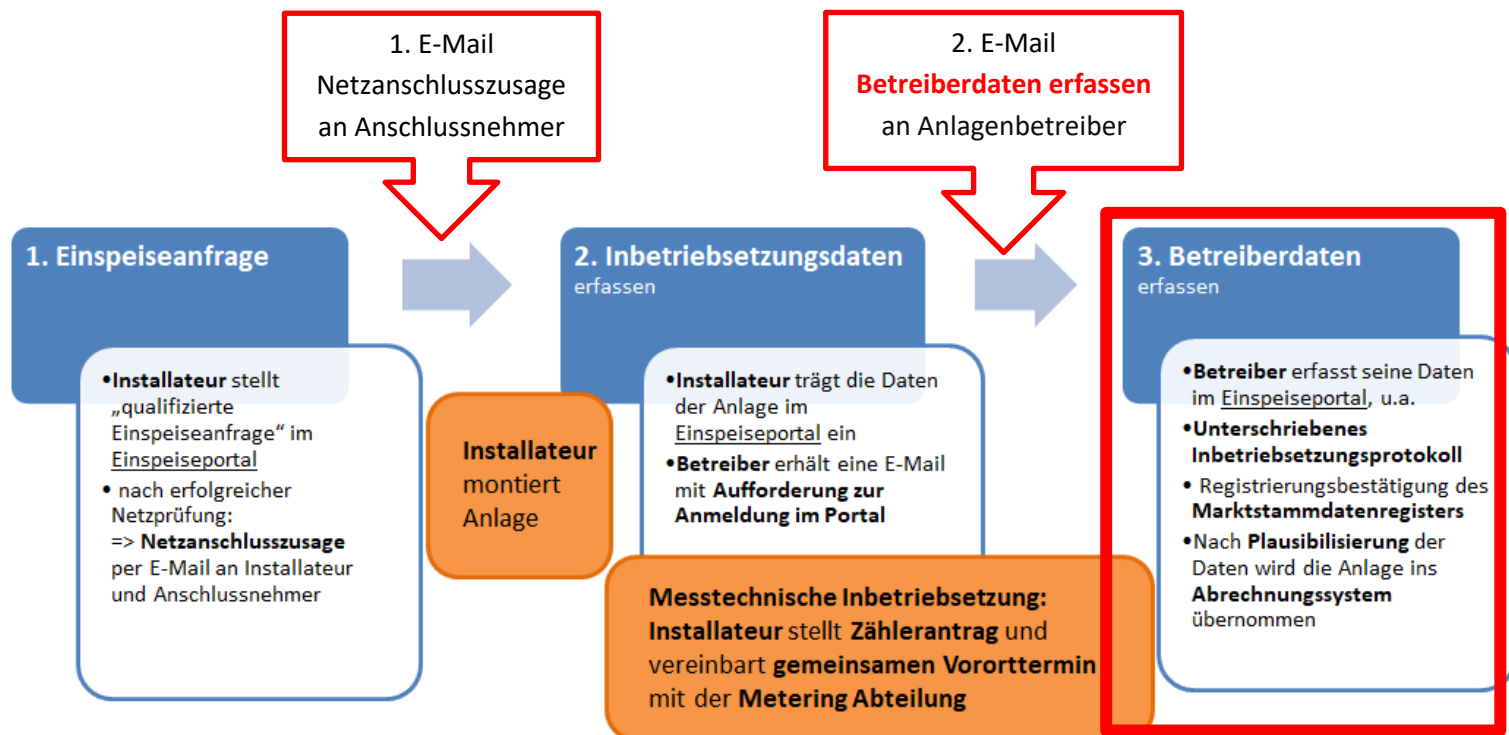 1. E-Mail
Netzanschlusszusage
an Anschlussnehmer
2. E-Mail
Betreiberdaten erfassen
an Anlagenbetreiber
1. Einspeiseanfrage
•Installateur stellt
„qualifizierte
Einspeiseanfrage“ im
Einspeiseportal
• nach erfolgreicher
Netzprüfung:
=> Netzanschlusszusage
per E-Mail an Installateur
und Anschlussnehmer
Installateur
montiert
Anlage
2. Inbetriebsetzungsdaten
erfassen
•Installateur trägt die Daten
der Anlage im
Einspeiseportal ein
•Betreiber erhält eine E-Mail
mit Aufforderung zur
Anmeldung im Portal
Messtechnische Inbetriebsetzung:
Installateur stellt Zählerantrag und
vereinbart gemeinsamen Vororttermin
mit der Metering Abteilung
3. Betreiberdaten
erfassen
•Betreiber erfasst seine Daten
im Einspeiseportal, u.a.
•Unterschriebenes
Inbetriebsetzungsprotokoll
• Registrierungsbestätigung des
Marktstammdatenregisters
•Nach Plausibilisierung der
Daten wird die Anlage ins
Abrechnungssystem
übernommen